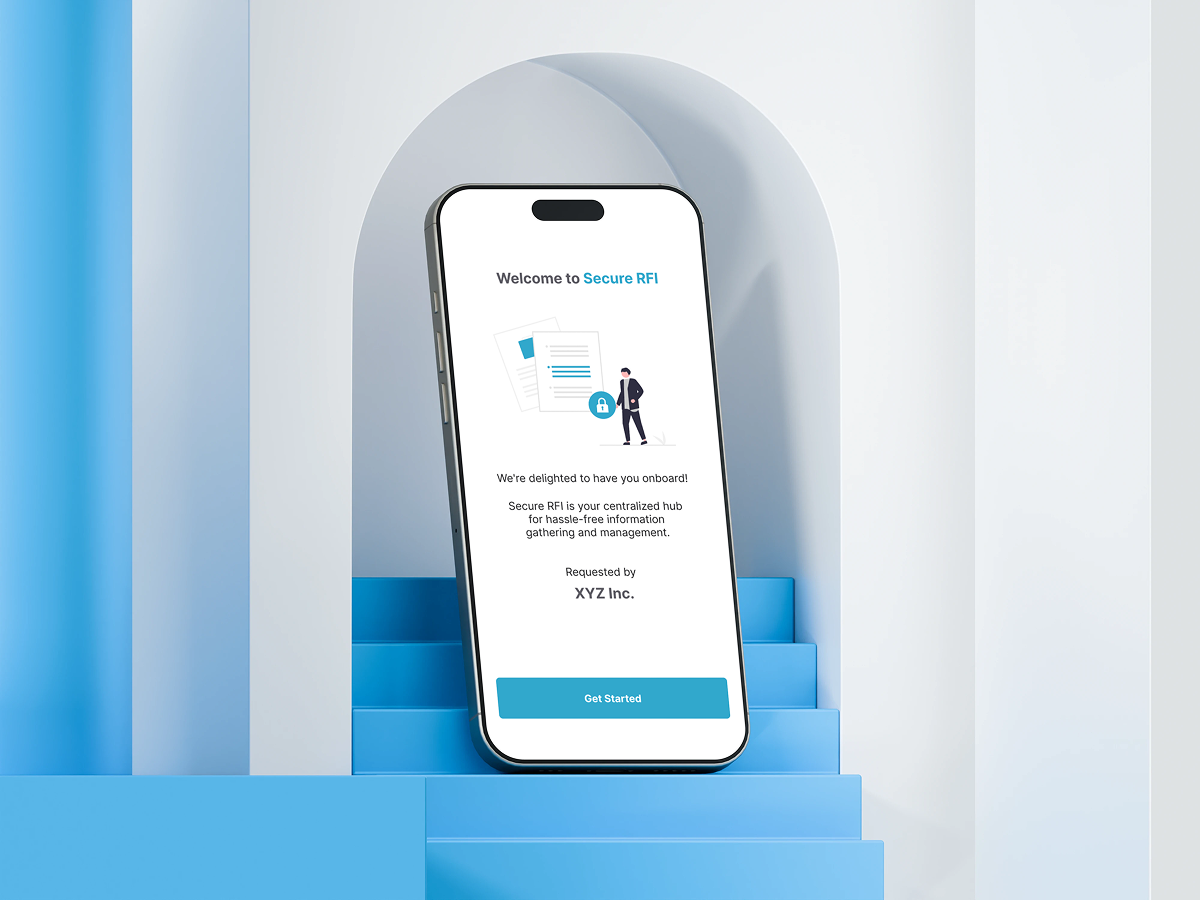 Welcome to Secure RFI
We're delighted to have you onboard!
Secure RFI is your centralized hub
for hassle-free information
gathering and management.
Requested by
XYZ Inc.
Get Started